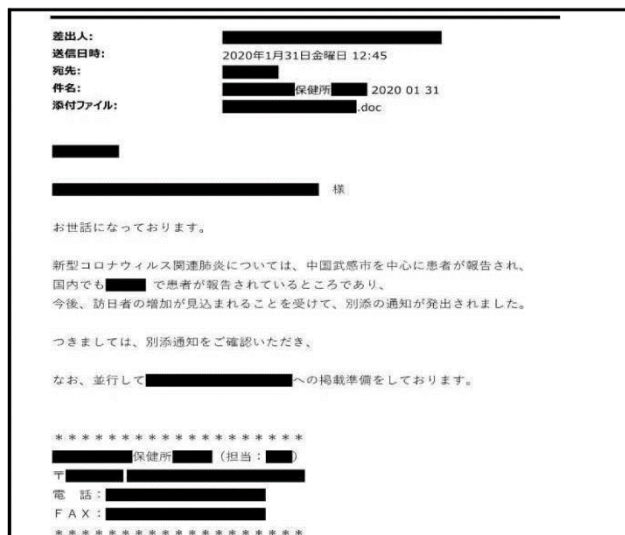 差出人:
送信日時: 2020年1月31日金曜日 12:45
宛先:
件名: 保健所 2020 01 31
添付ファイル: .doc
様
お世話になっております。
新型コロナウィルス関連肺炎については、中国武感市を中心に患者が報告され、
国内でも で患者が報告されているところであり、
今後、訪日者の増加が見込まれることを受けて、別添の通知が発出されました。
つきましては、別添通知をご確認いただき、
なお、並行して への掲載準備をしております。
* * * * * * * * * * * * * * * * * * *
保健所 (担当: )
〒
電 話:
F A X :
* * * * * * * * * * * * * * * * * * *